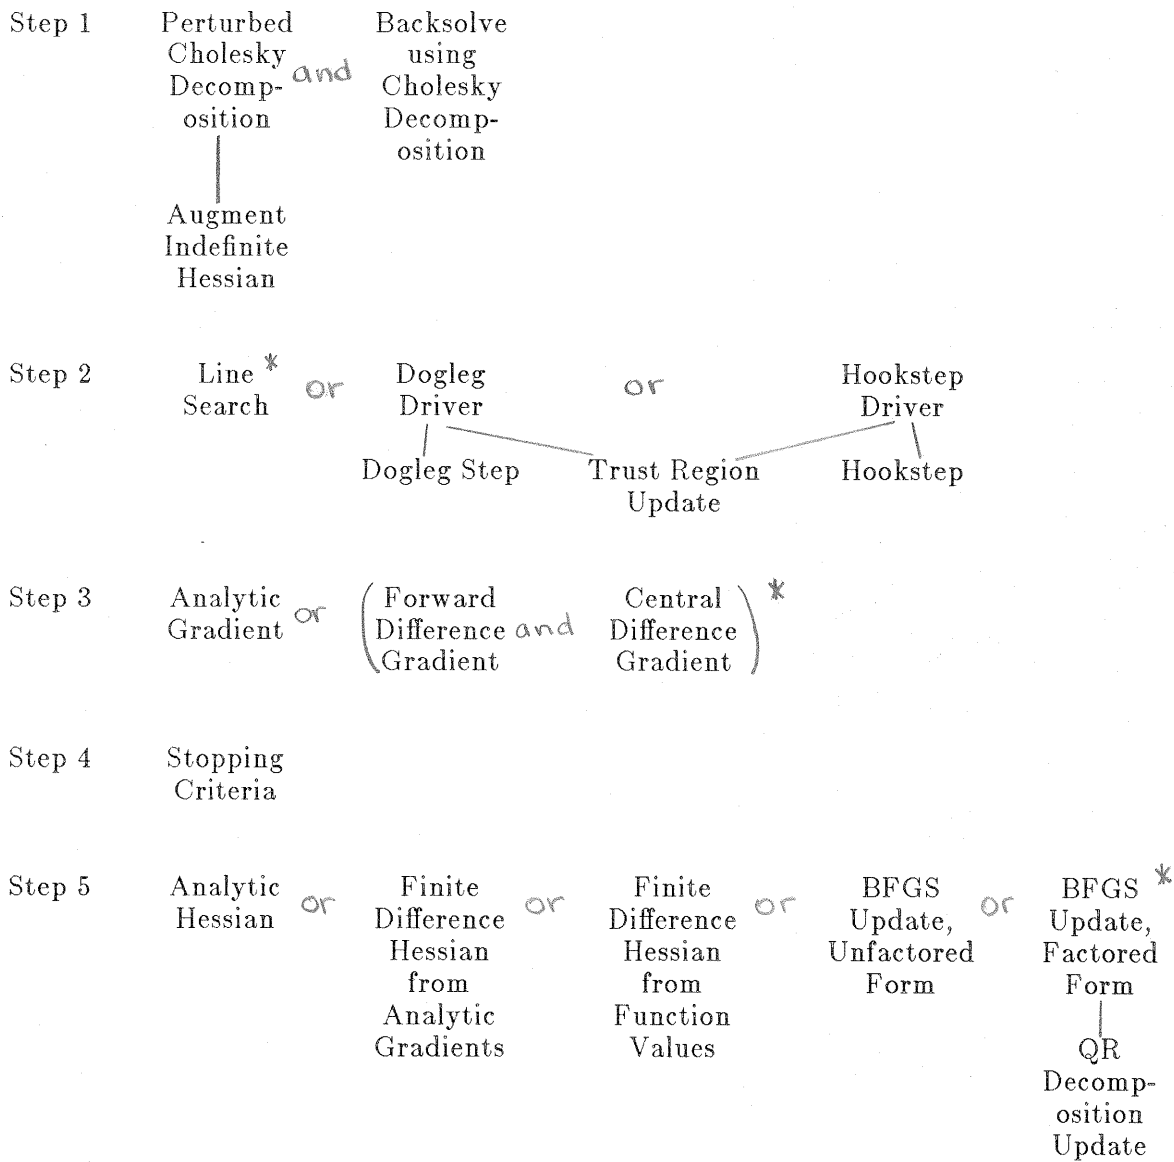 Step 1 Perturbed Backsolve
Cholesky and using
Decomp- Cholesky
osition Decomp-
osition
Augment
Indefinite
Hessian
Step 2 Line * or Dogleg or Hookstep
Search Driver Driver
Dogleg Step Trust Region Hookstep
Update
Step 3 Analytic or (Forward Central) *
Gradient Difference and Difference
Gradient Gradient
Step 4 Stopping
Criteria
Step 5 Analytic or Finite or Finite or BFGS or BFGS *
Hessian Difference Difference Update, Update,
Hessian Hessian Unfactored Factored
from from Form Form
Analytic Function
Gradients Values QR
Decomp-
osition
Update